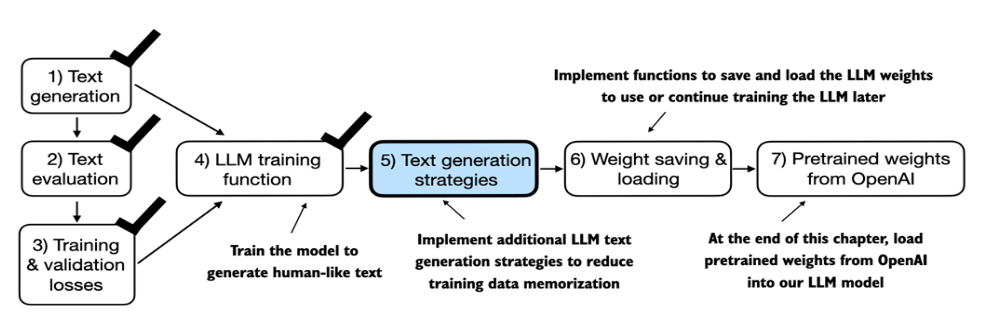 1) Text
generation
2) Text
evaluation
3) Training
& validation
losses
4) LLM training
function
Train the model to
generate human-like text
5) Text generation
strategies
Implement additional LLM text
generation strategies to reduce
training data memorization
Implement functions to save and load the LLM weights
to use or continue training the LLM later
6) Weight saving &
loading
7) Pretrained weights
from OpenAI
At the end of this chapter, load
pretrained weights from OpenAI
into our LLM model